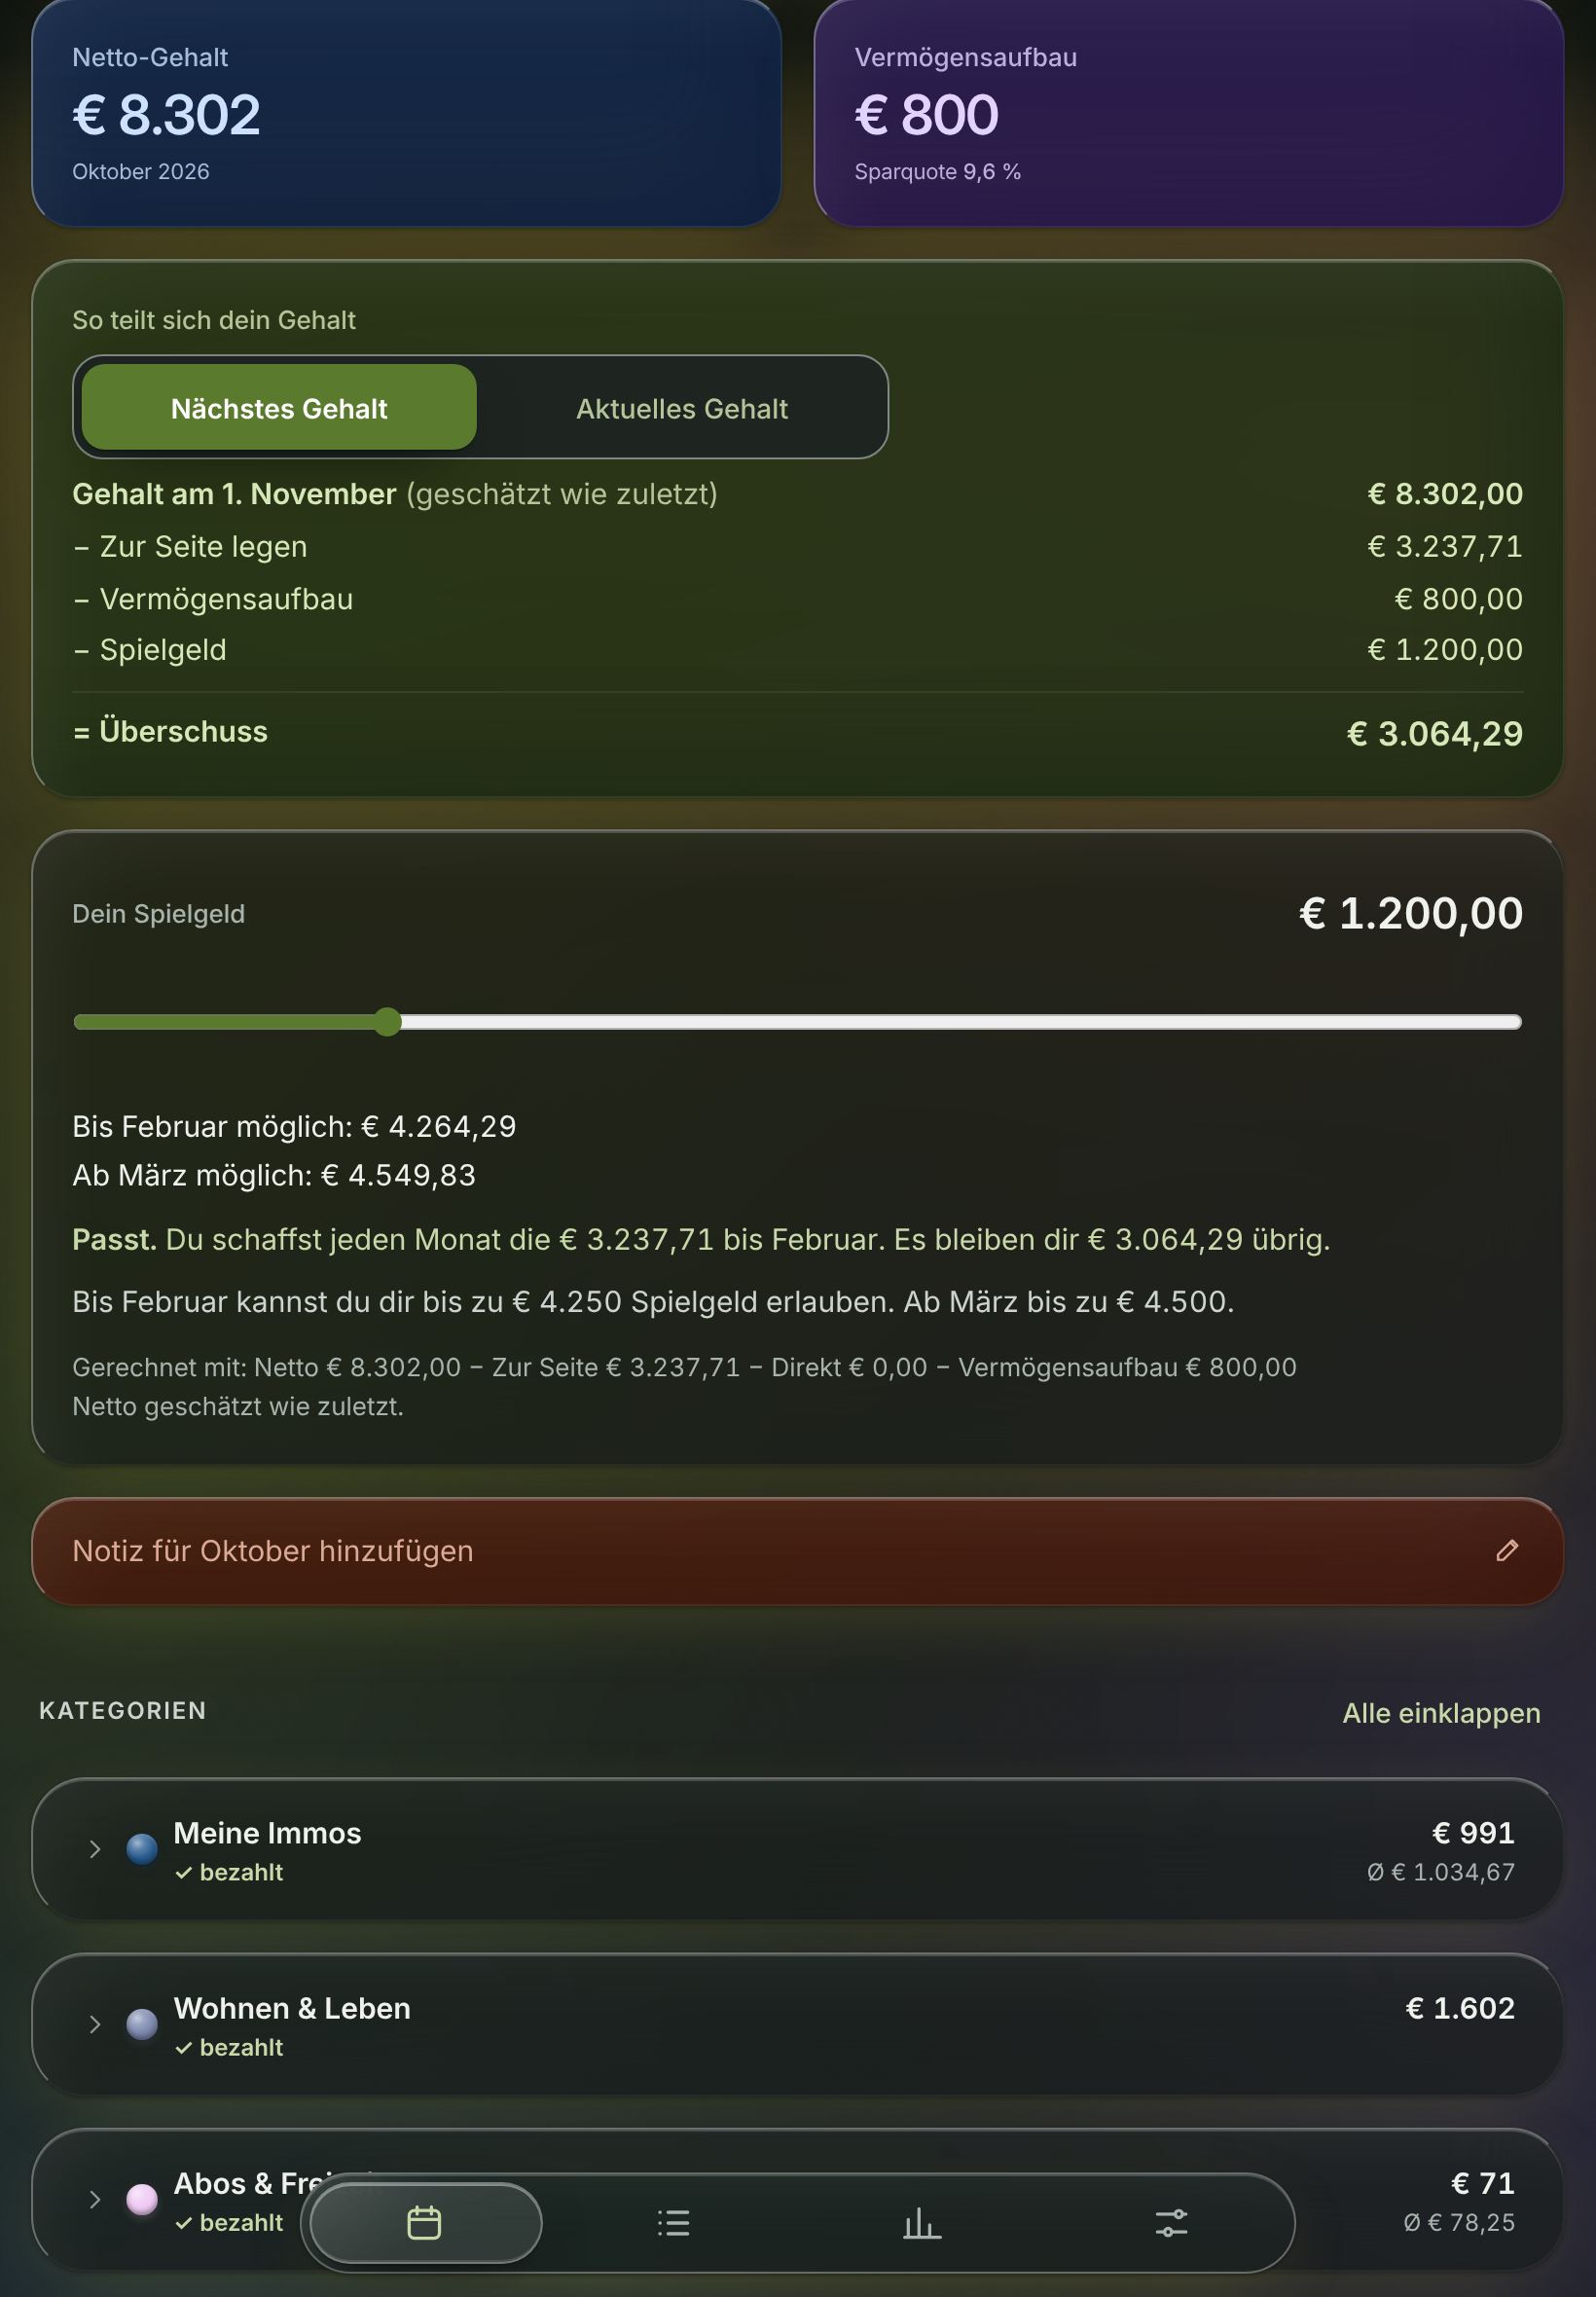 Netto-Gehalt
€ 8.302
Oktober 2026
Vermögensaufbau
€ 800
Sparquote 9,6 %
So teilt sich dein Gehalt
Nächstes Gehalt
Aktuelles Gehalt
Gehalt am 1. November (geschätzt wie zuletzt) € 8.302,00
− Zur Seite legen € 3.237,71
− Vermögensaufbau € 800,00
− Spielgeld € 1.200,00
= Überschuss € 3.064,29
Dein Spielgeld € 1.200,00
Bis Februar möglich: € 4.264,29
Ab März möglich: € 4.549,83
Passt. Du schaffst jeden Monat die € 3.237,71 bis Februar. Es bleiben dir € 3.064,29 übrig.
Bis Februar kannst du dir bis zu € 4.250 Spielgeld erlauben. Ab März bis zu € 4.500.
Gerechnet mit: Netto € 8.302,00 − Zur Seite € 3.237,71 − Direkt € 0,00 − Vermögensaufbau € 800,00
Netto geschätzt wie zuletzt.
Notiz für Oktober hinzufügen
KATEGORIEN
Alle einklappen
Meine Immos € 991
✓ bezahlt Ø € 1.034,67
Wohnen & Leben € 1.602
✓ bezahlt
Abos & € 71
✓ bezahlt Ø € 78,25